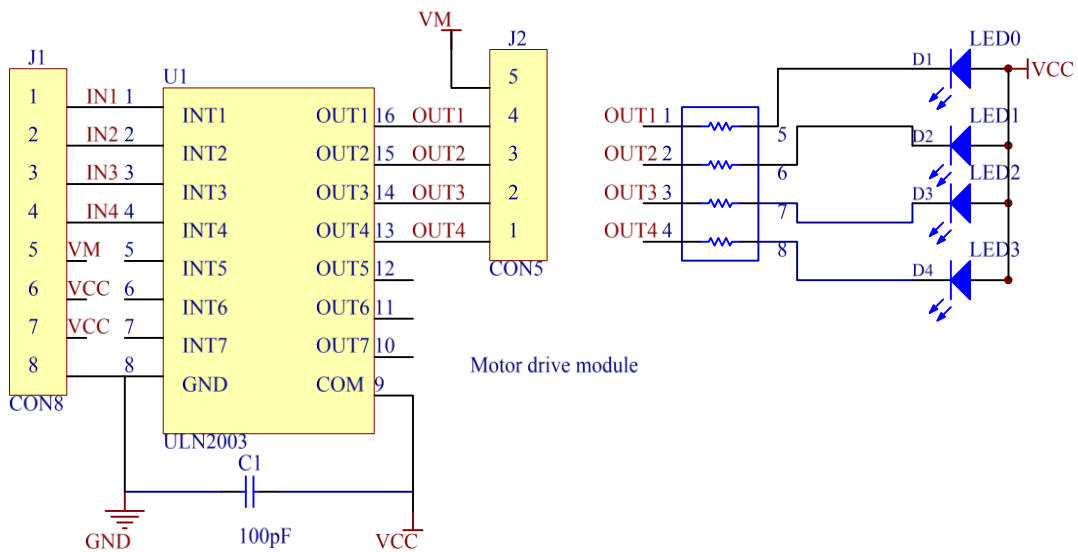 J1
1
2
3
4
5
6
7
8
CON8
IN1 1
IN2 2
IN3 3
IN4 4
VM 5
VCC 6
VCC 7
8
U1
INT1
INT2
INT3
INT4
INT5
INT6
INT7
GND
OUT1 16 OUT1
OUT2 15 OUT2
OUT3 14 OUT3
OUT4 13 OUT4
OUT5 12
OUT6 11
OUT7 10
COM 9
ULN2003
C1
100pF
GND
VCC
VM
J2
5
4
3
2
1
CON5
Motor drive module
OUT1 1
OUT2 2
OUT3 3
OUT4 4
5
6
7
8
D1 LED0
D2 LED1
D3 LED2
D4 LED3
VCC